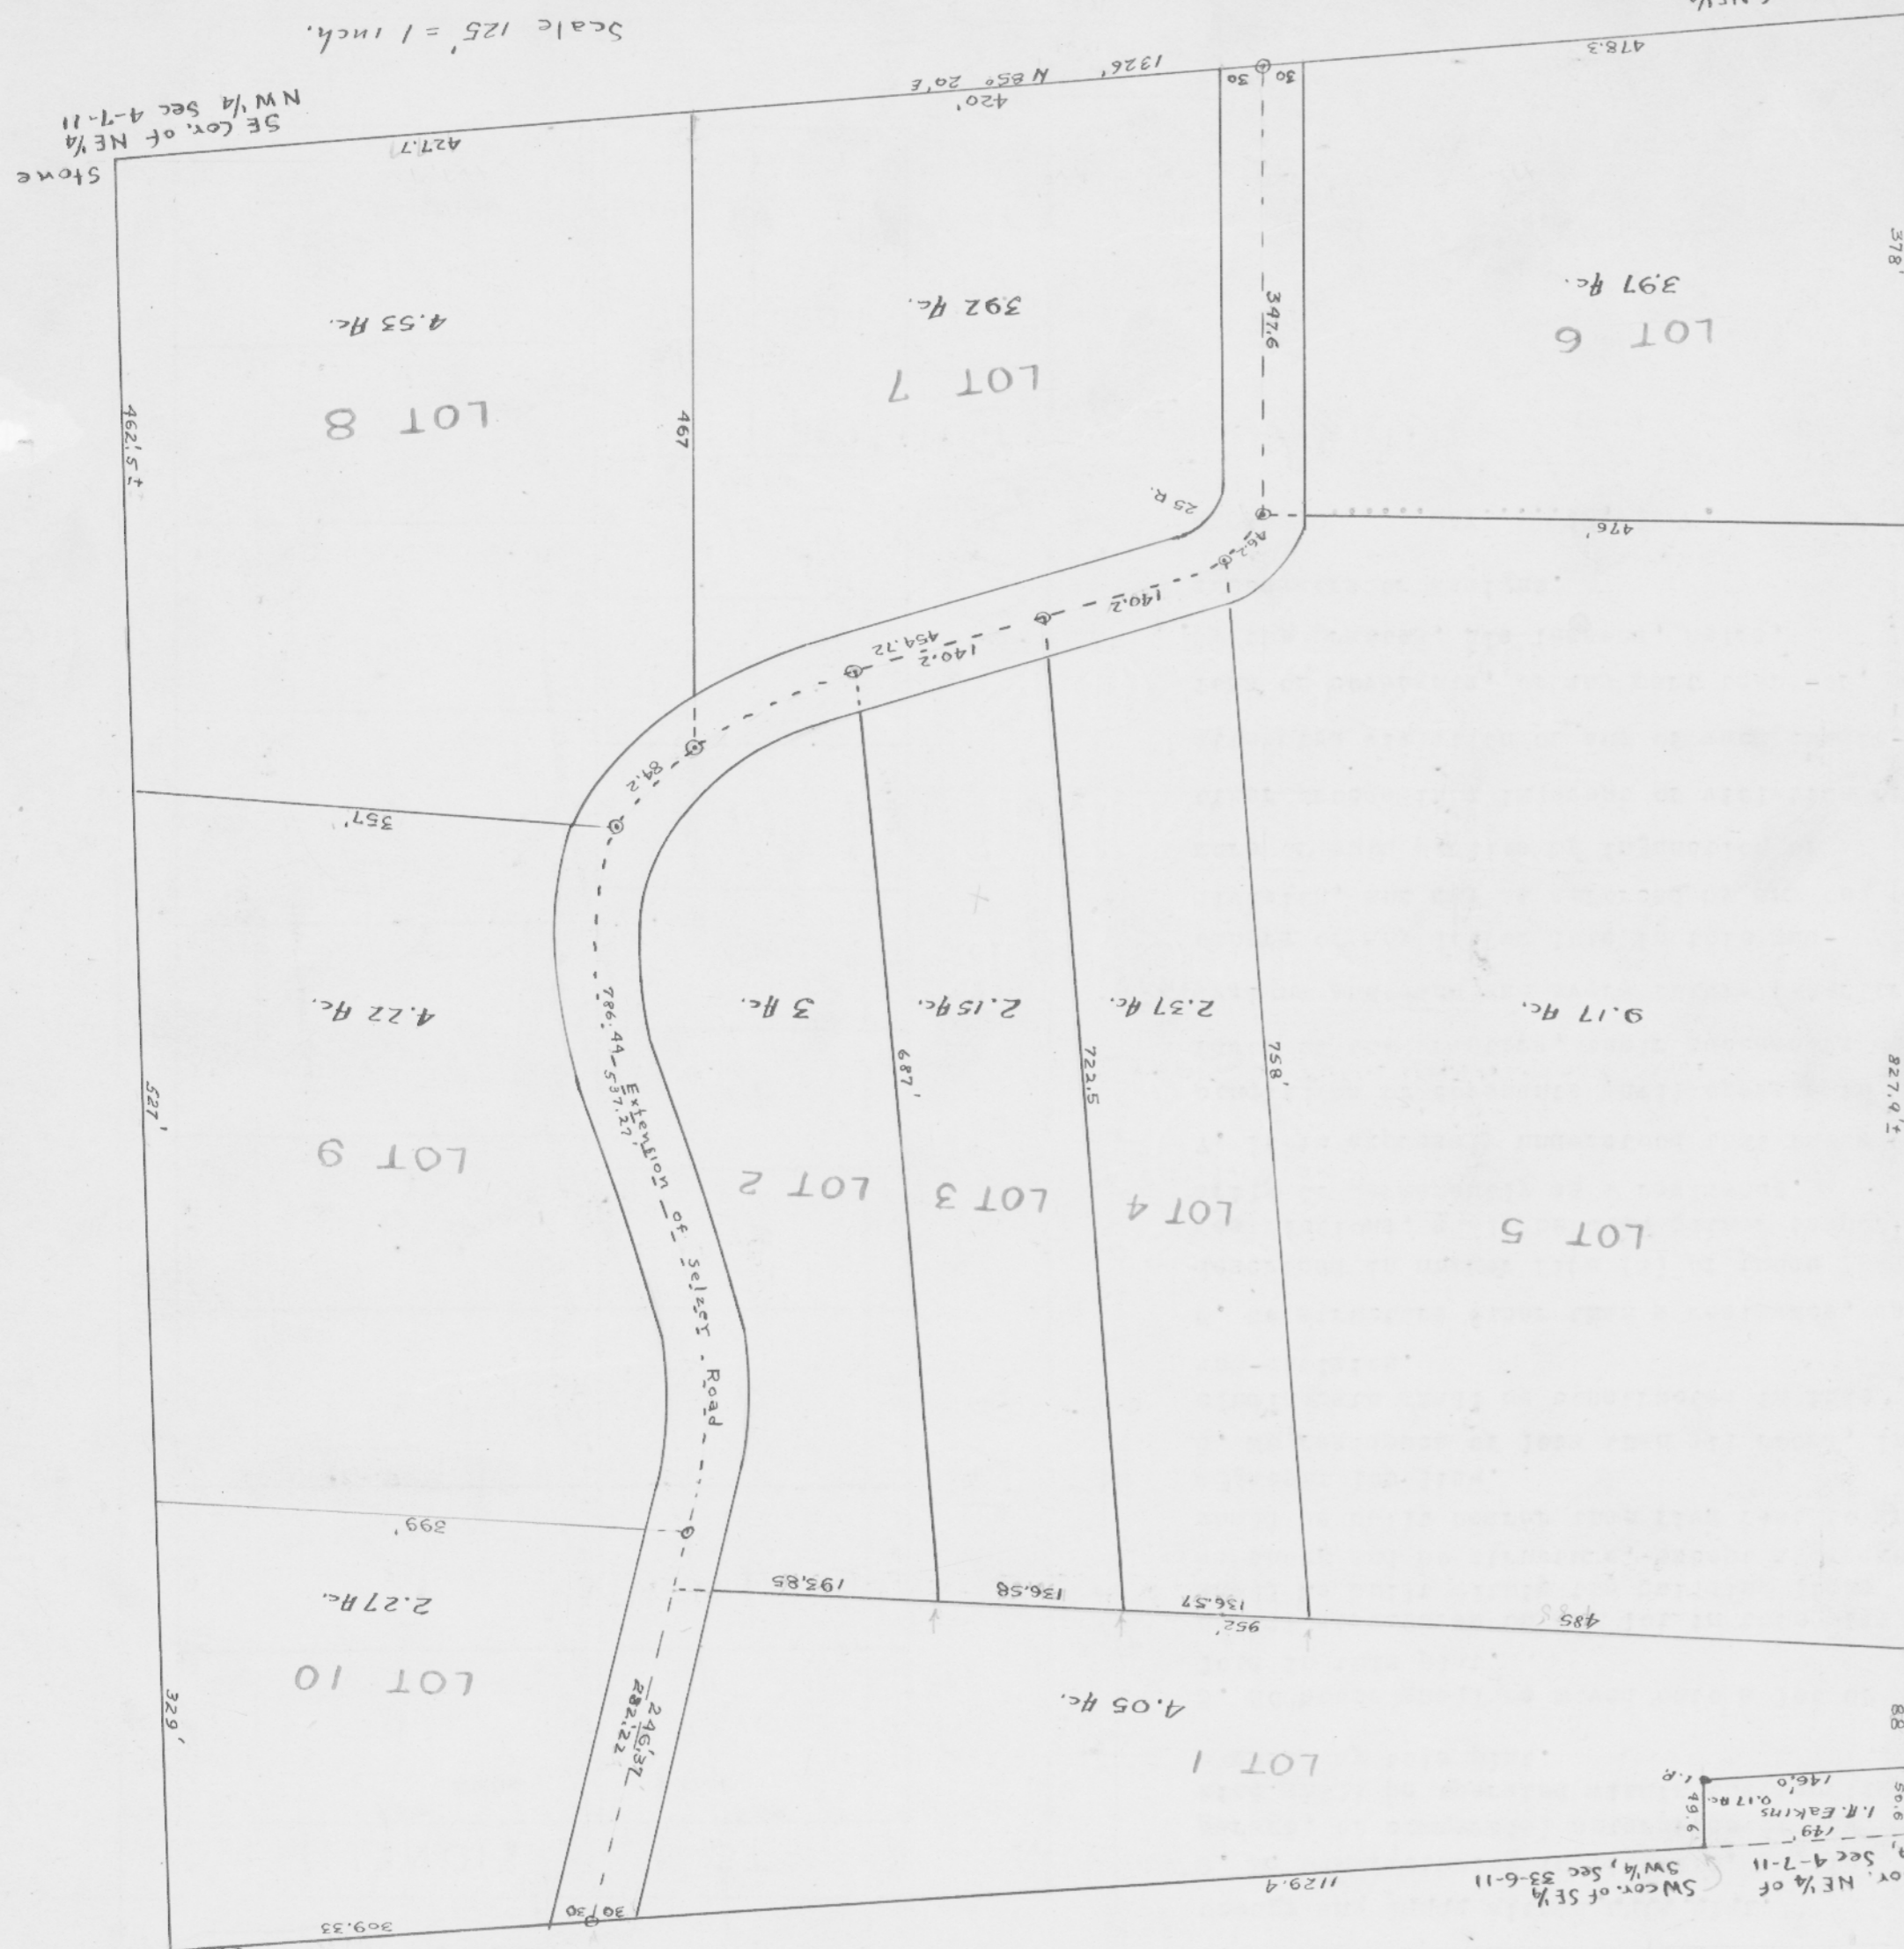 Scale 125' = 1 inch.
1129.4
309.33
30
30
SW cor. of SE ¼
SW ¼, Sec 33-6-11
NE ¼ of
Sec 4-7-11
149'
I.A. Eakins
0.17 Ac.
146.0'
49.6
I.P.
88
LOT 1
4.05 Ac.
246.37
282.22
LOT 10
2.27 Ac.
329'
399'
485
952'
136.57
136.58
193.85
LOT 5
9.17 Ac.
827.9'±
758'
LOT 4
2.37 Ac.
722.5
LOT 3
2.15 Ac.
687'
LOT 2
3 Ac.
Extension of Selzer Road
786.44
537.27'
LOT 9
4.22 Ac.
527'
357'
84.2
454.72
140.2
140.2
46.2
25 R.
476'
LOT 6
3.97 Ac.
378'
347.6
LOT 7
3.92 Ac.
467
LOT 8
4.53 Ac.
462.5±
478.3
30
30
420'
1326' N 85° 20' E
427.7
Stone
SE Cor. of NE ¼
NW ¼ Sec 4-7-11